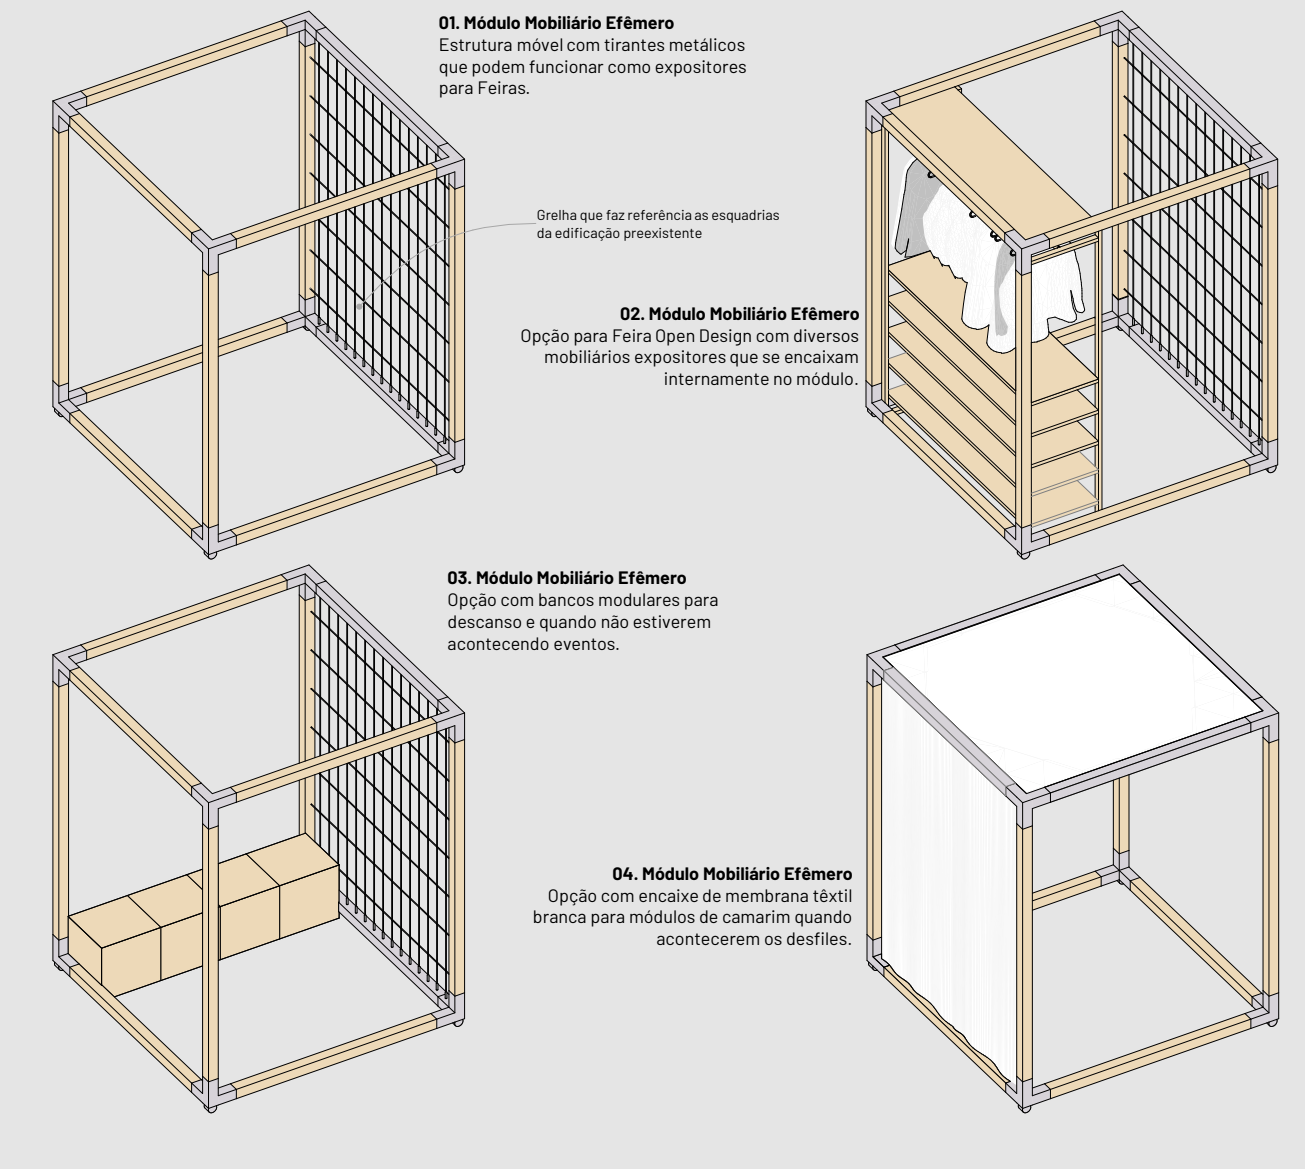 01. Módulo Mobiliário Efêmero
Estrutura móvel com tirantes metálicos
que podem funcionar como expositores
para Feiras.
Grelha que faz referência as esquadrias
da edificação preexistente
02. Módulo Mobiliário Efêmero
Opção para Feira Open Design com diversos
mobiliários expositores que se encaixam
internamente no módulo.
03. Módulo Mobiliário Efêmero
Opção com bancos modulares para
descanso e quando não estiverem
acontecendo eventos.
04. Módulo Mobiliário Efêmero
Opção com encaixe de membrana têxtil
branca para módulos de camarim quando
acontecerem os desfiles.